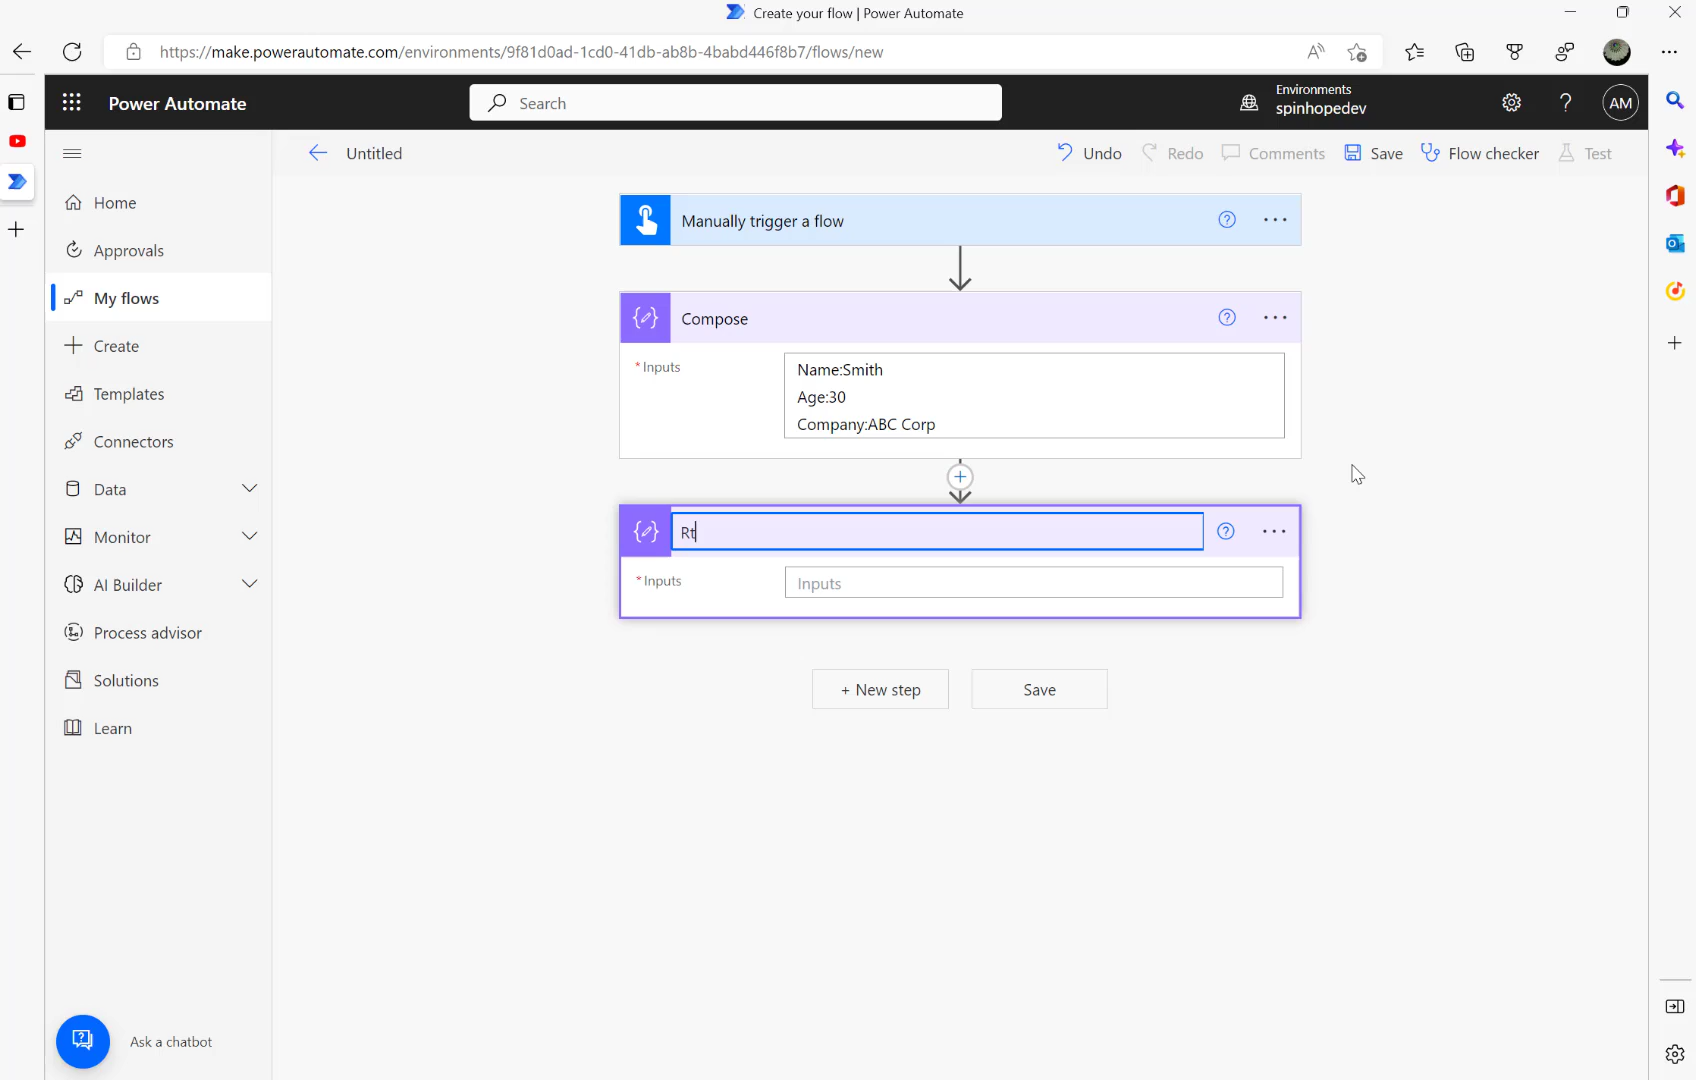 Create your flow | Power Automate
https://make.powerautomate.com/environments/9f81d0ad-1cd0-41db-ab8b-4babd446f8b7/flows/new
Power Automate
Search
Environments
spinhopedev
AM
Untitled
Undo
Redo
Comments
Save
Flow checker
Test
Home
Approvals
My flows
Create
Templates
Connectors
Data
Monitor
AI Builder
Process advisor
Solutions
Learn
Ask a chatbot
Manually trigger a flow
Compose
* Inputs
Name:Smith
Age:30
Company:ABC Corp
Rt
* Inputs
Inputs
+ New step
Save